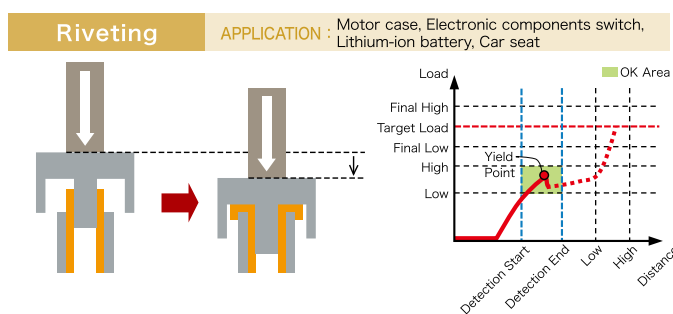 Riveting
APPLICATION :
Motor case, Electronic components switch,
Lithium-ion battery, Car seat
Load
OK Area
Final High
Target Load
Final Low
High
Low
Yield
Point
Detection Start
Detection End
Low
High
Distance